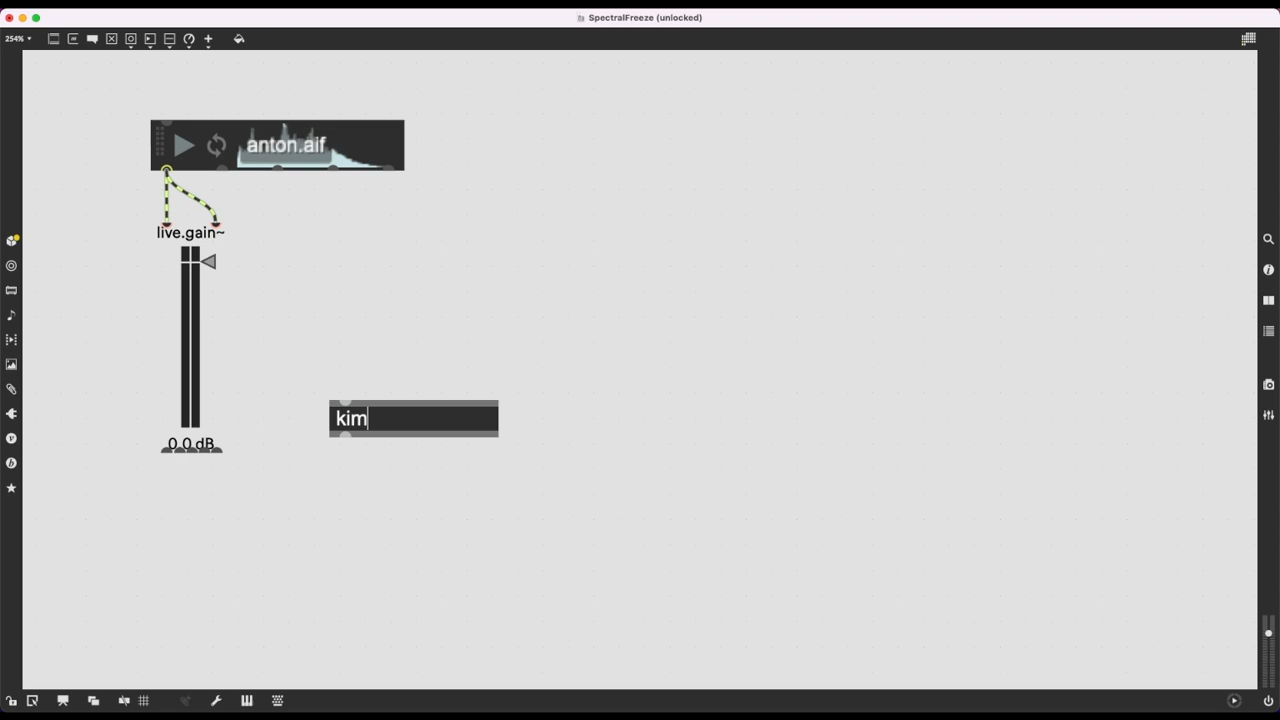 SpectralFreeze (unlocked)
254%
anton.aif
live.gain~
0.0 dB
kim